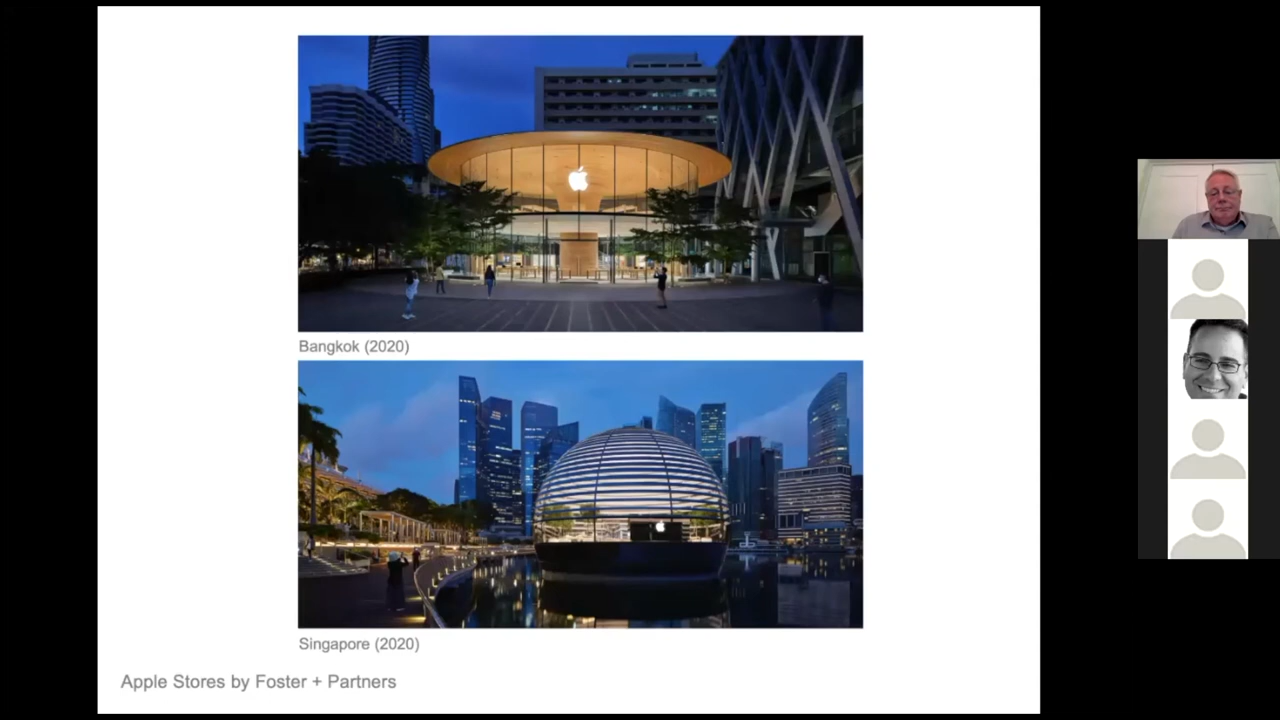 Bangkok (2020)
Singapore (2020)
Apple Stores by Foster + Partners